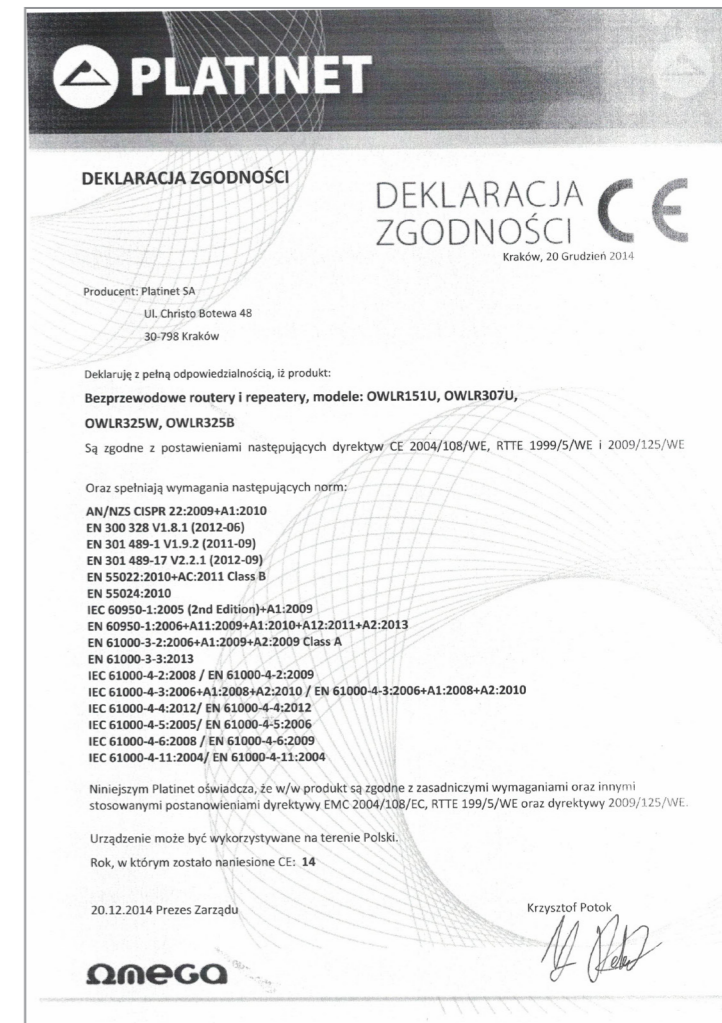 PLATINET
DEKLARACJA ZGODNOŚCI
DEKLARACJA
ZGODNOŚCI
CE
Kraków, 20 Grudzień 2014
Producent: Platinet SA
Ul. Christo Botewa 48
30-798 Kraków
Deklaruję z pełną odpowiedzialnością, iż produkt:
Bezprzewodowe routery i repeatery, modele: OWLR151U, OWLR307U,
OWLR325W, OWLR325B
Są zgodne z postawieniami następujących dyrektyw CE 2004/108/WE, RTTE 1999/5/WE i 2009/125/WE
Oraz spełniają wymagania następujących norm:
AN/NZS CISPR 22:2009+A1:2010
EN 300 328 V1.8.1 (2012-06)
EN 301 489-1 V1.9.2 (2011-09)
EN 301 489-17 V2.2.1 (2012-09)
EN 55022:2010+AC:2011 Class B
EN 55024:2010
IEC 60950-1:2005 (2nd Edition)+A1:2009
EN 60950-1:2006+A11:2009+A1:2010+A12:2011+A2:2013
EN 61000-3-2:2006+A1:2009+A2:2009 Class A
EN 61000-3-3:2013
IEC 61000-4-2:2008 / EN 61000-4-2:2009
IEC 61000-4-3:2006+A1:2008+A2:2010 / EN 61000-4-3:2006+A1:2008+A2:2010
IEC 61000-4-4:2012/ EN 61000-4-4:2012
IEC 61000-4-5:2005/ EN 61000-4-5:2006
IEC 61000-4-6:2008 / EN 61000-4-6:2009
IEC 61000-4-11:2004/ EN 61000-4-11:2004
Niniejszym Platinet oświadcza, że w/w produkt są zgodne z zasadniczymi wymaganiami oraz innymi
stosowanymi postanowieniami dyrektywy EMC 2004/108/EC, RTTE 199/5/WE oraz dyrektywy 2009/125/WE.
Urządzenie może być wykorzystywane na terenie Polski.
Rok, w którym zostało naniesione CE: 14
20.12.2014 Prezes Zarządu
Krzysztof Potok
OMEGA